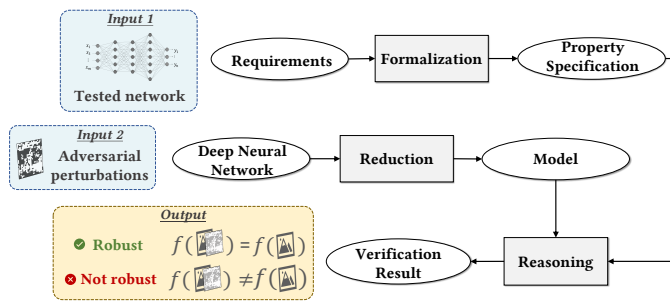 Input 1
Tested network
Requirements
Formalization
Property
Specification
Input 2
Adversarial
perturbations
Deep Neural
Network
Reduction
Model
Output
Robust
f( ) = f( )
Not robust
f( ) ≠ f( )
Verification
Result
Reasoning